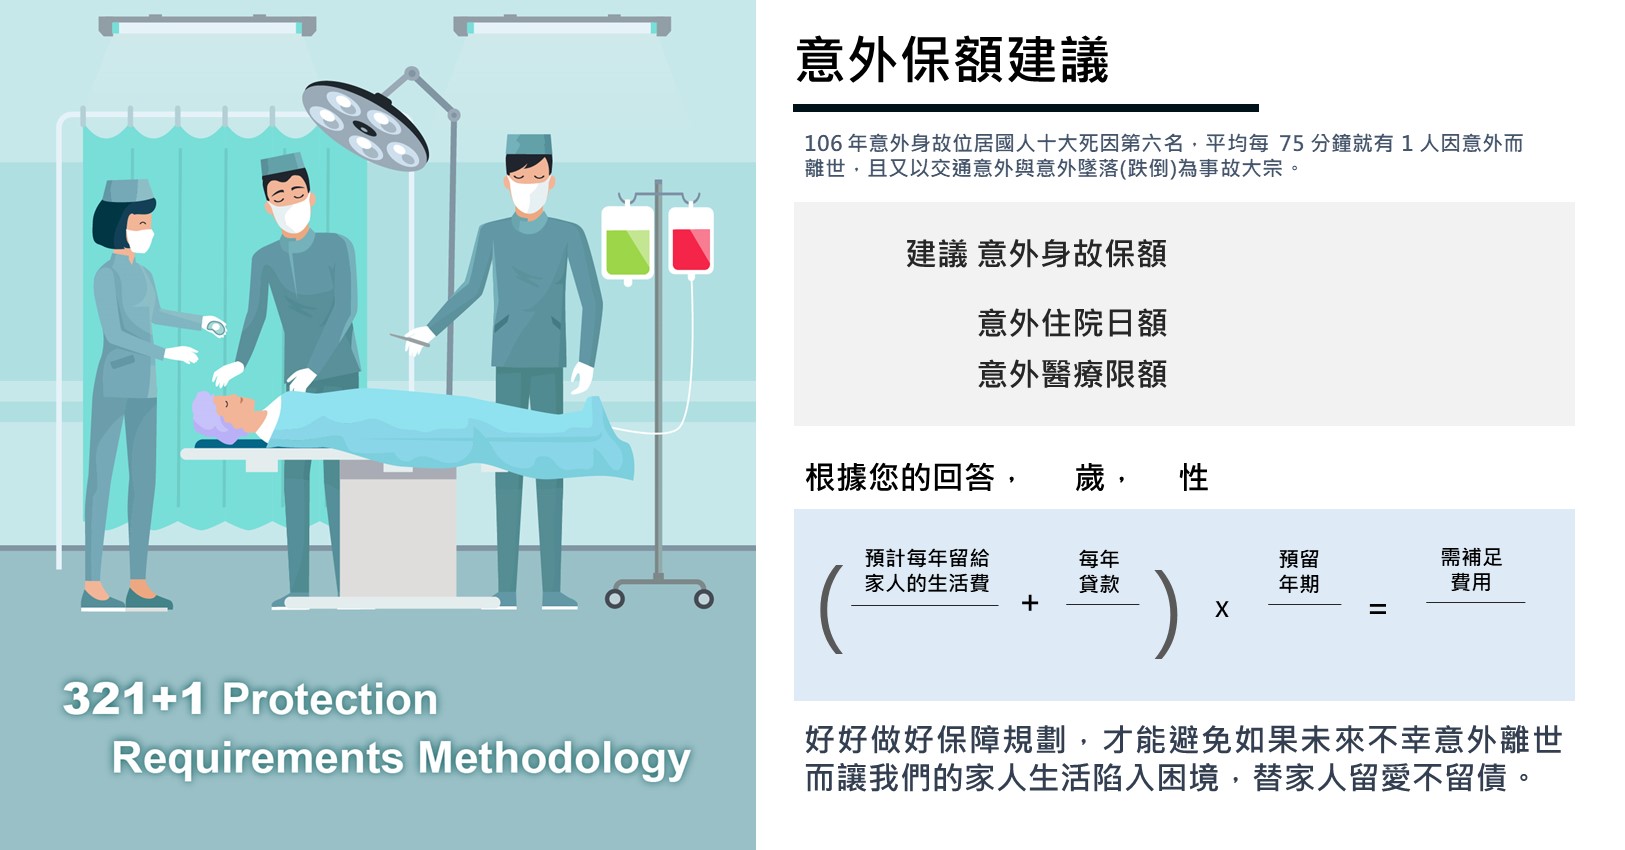 321+1 Protection
Requirements Methodology
意外保額建議
106 年意外身故位居國人十大死因第六名，平均每 75 分鐘就有 1 人因意外而
離世，且又以交通意外與意外墜落(跌倒)為事故大宗。
建議 意外身故保額
意外住院日額
意外醫療限額
根據您的回答， 歲， 性
( 預計每年留給
家人的生活費 + 每年
貸款 ) x 預留
年期 = 需補足
費用
好好做好保障規劃，才能避免如果未來不幸意外離世
而讓我們的家人生活陷入困境，替家人留愛不留債。